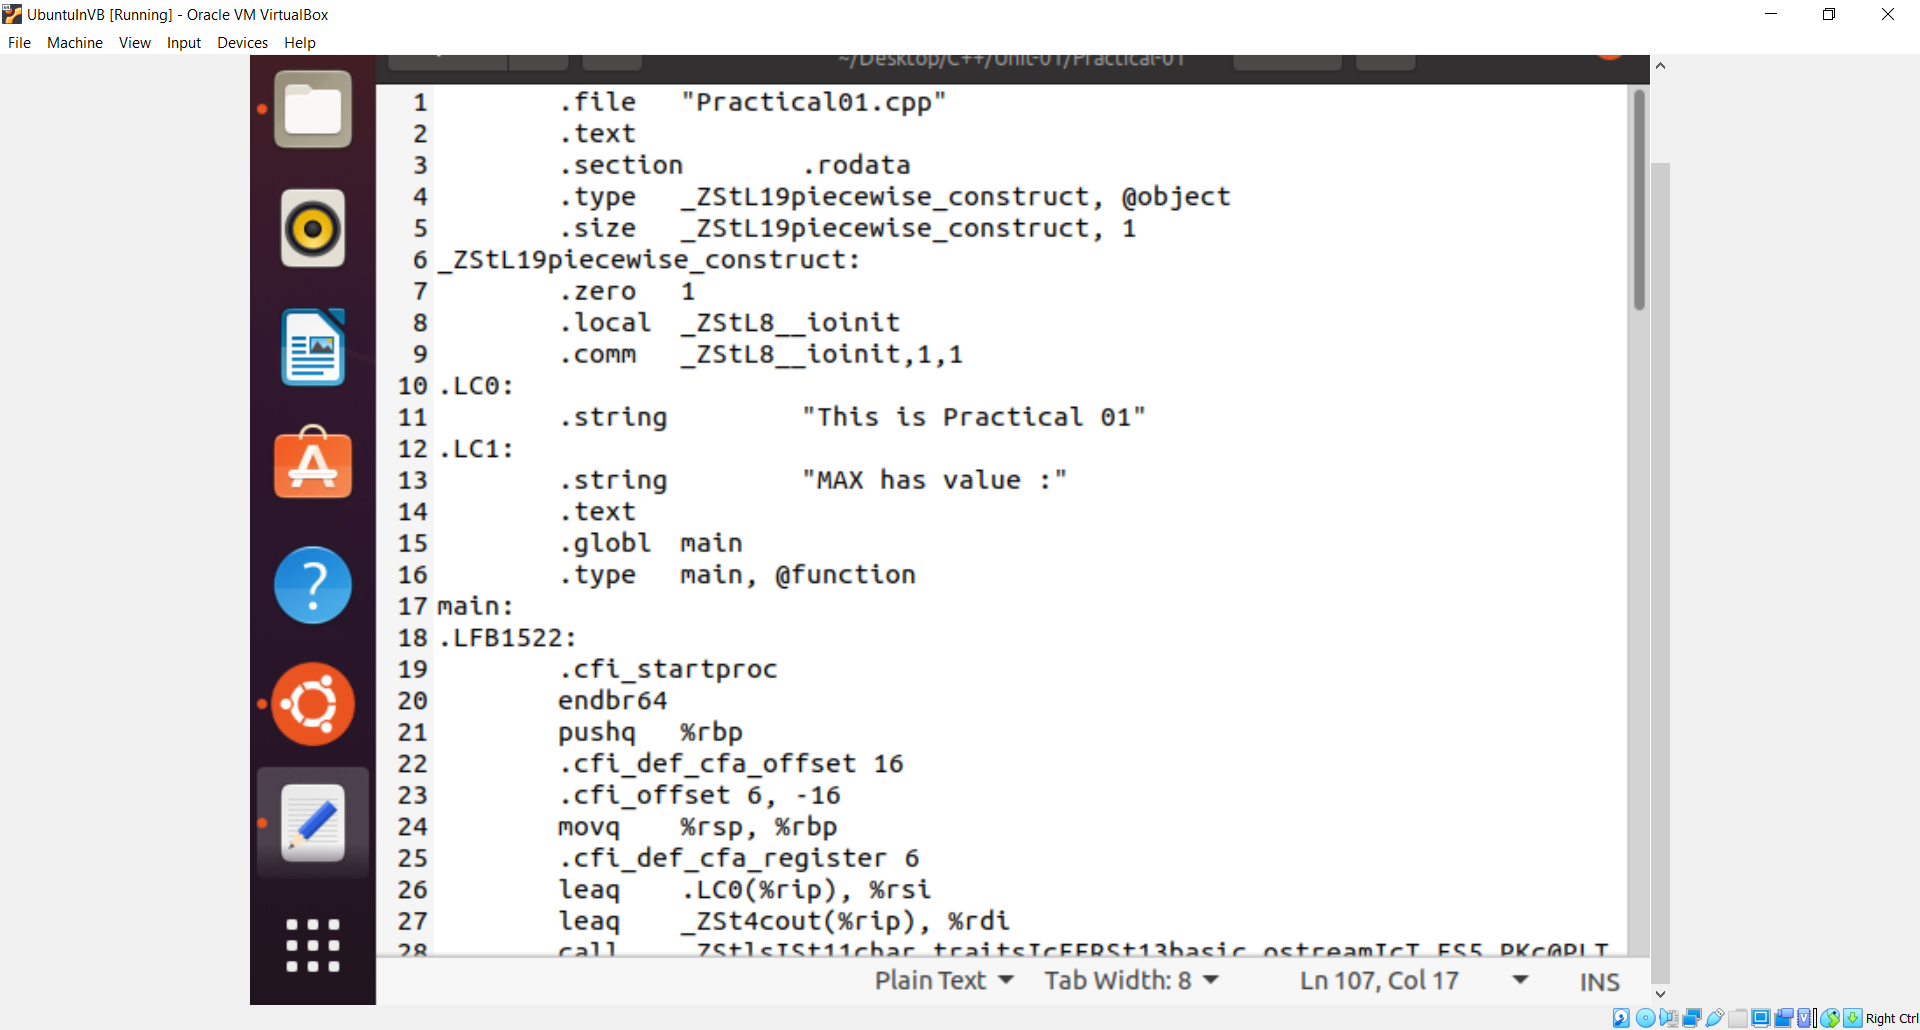 UbuntuInVB [Running] - Oracle VM VirtualBox
File Machine View Input Devices Help
~/Desktop/C++/Unit-01/Practical-01
1 .file "Practical01.cpp"
2 .text
3 .section .rodata
4 .type _ZStL19piecewise_construct, @object
5 .size _ZStL19piecewise_construct, 1
6 _ZStL19piecewise_construct:
7 .zero 1
8 .local _ZStL8__ioinit
9 .comm _ZStL8__ioinit,1,1
10 .LC0:
11 .string "This is Practical 01"
12 .LC1:
13 .string "MAX has value :"
14 .text
15 .globl main
16 .type main, @function
17 main:
18 .LFB1522:
19 .cfi_startproc
20 endbr64
21 pushq %rbp
22 .cfi_def_cfa_offset 16
23 .cfi_offset 6, -16
24 movq %rsp, %rbp
25 .cfi_def_cfa_register 6
26 leaq .LC0(%rip), %rsi
27 leaq _ZSt4cout(%rip), %rdi
28 call _ZStlsISt11char_traitsIcEERSt13basic_ostreamIcT_ES5_PKc@PLT
Plain Text Tab Width: 8 Ln 107, Col 17 INS
Right Ctrl